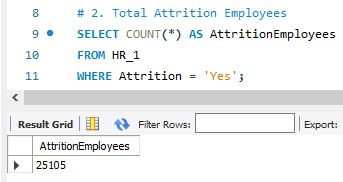 8 # 2. Total Attrition Employees
9 SELECT COUNT(*) AS AttritionEmployees
10 FROM HR_1
11 WHERE Attrition = 'Yes';
Result Grid Filter Rows: Export:
AttritionEmployees
25105